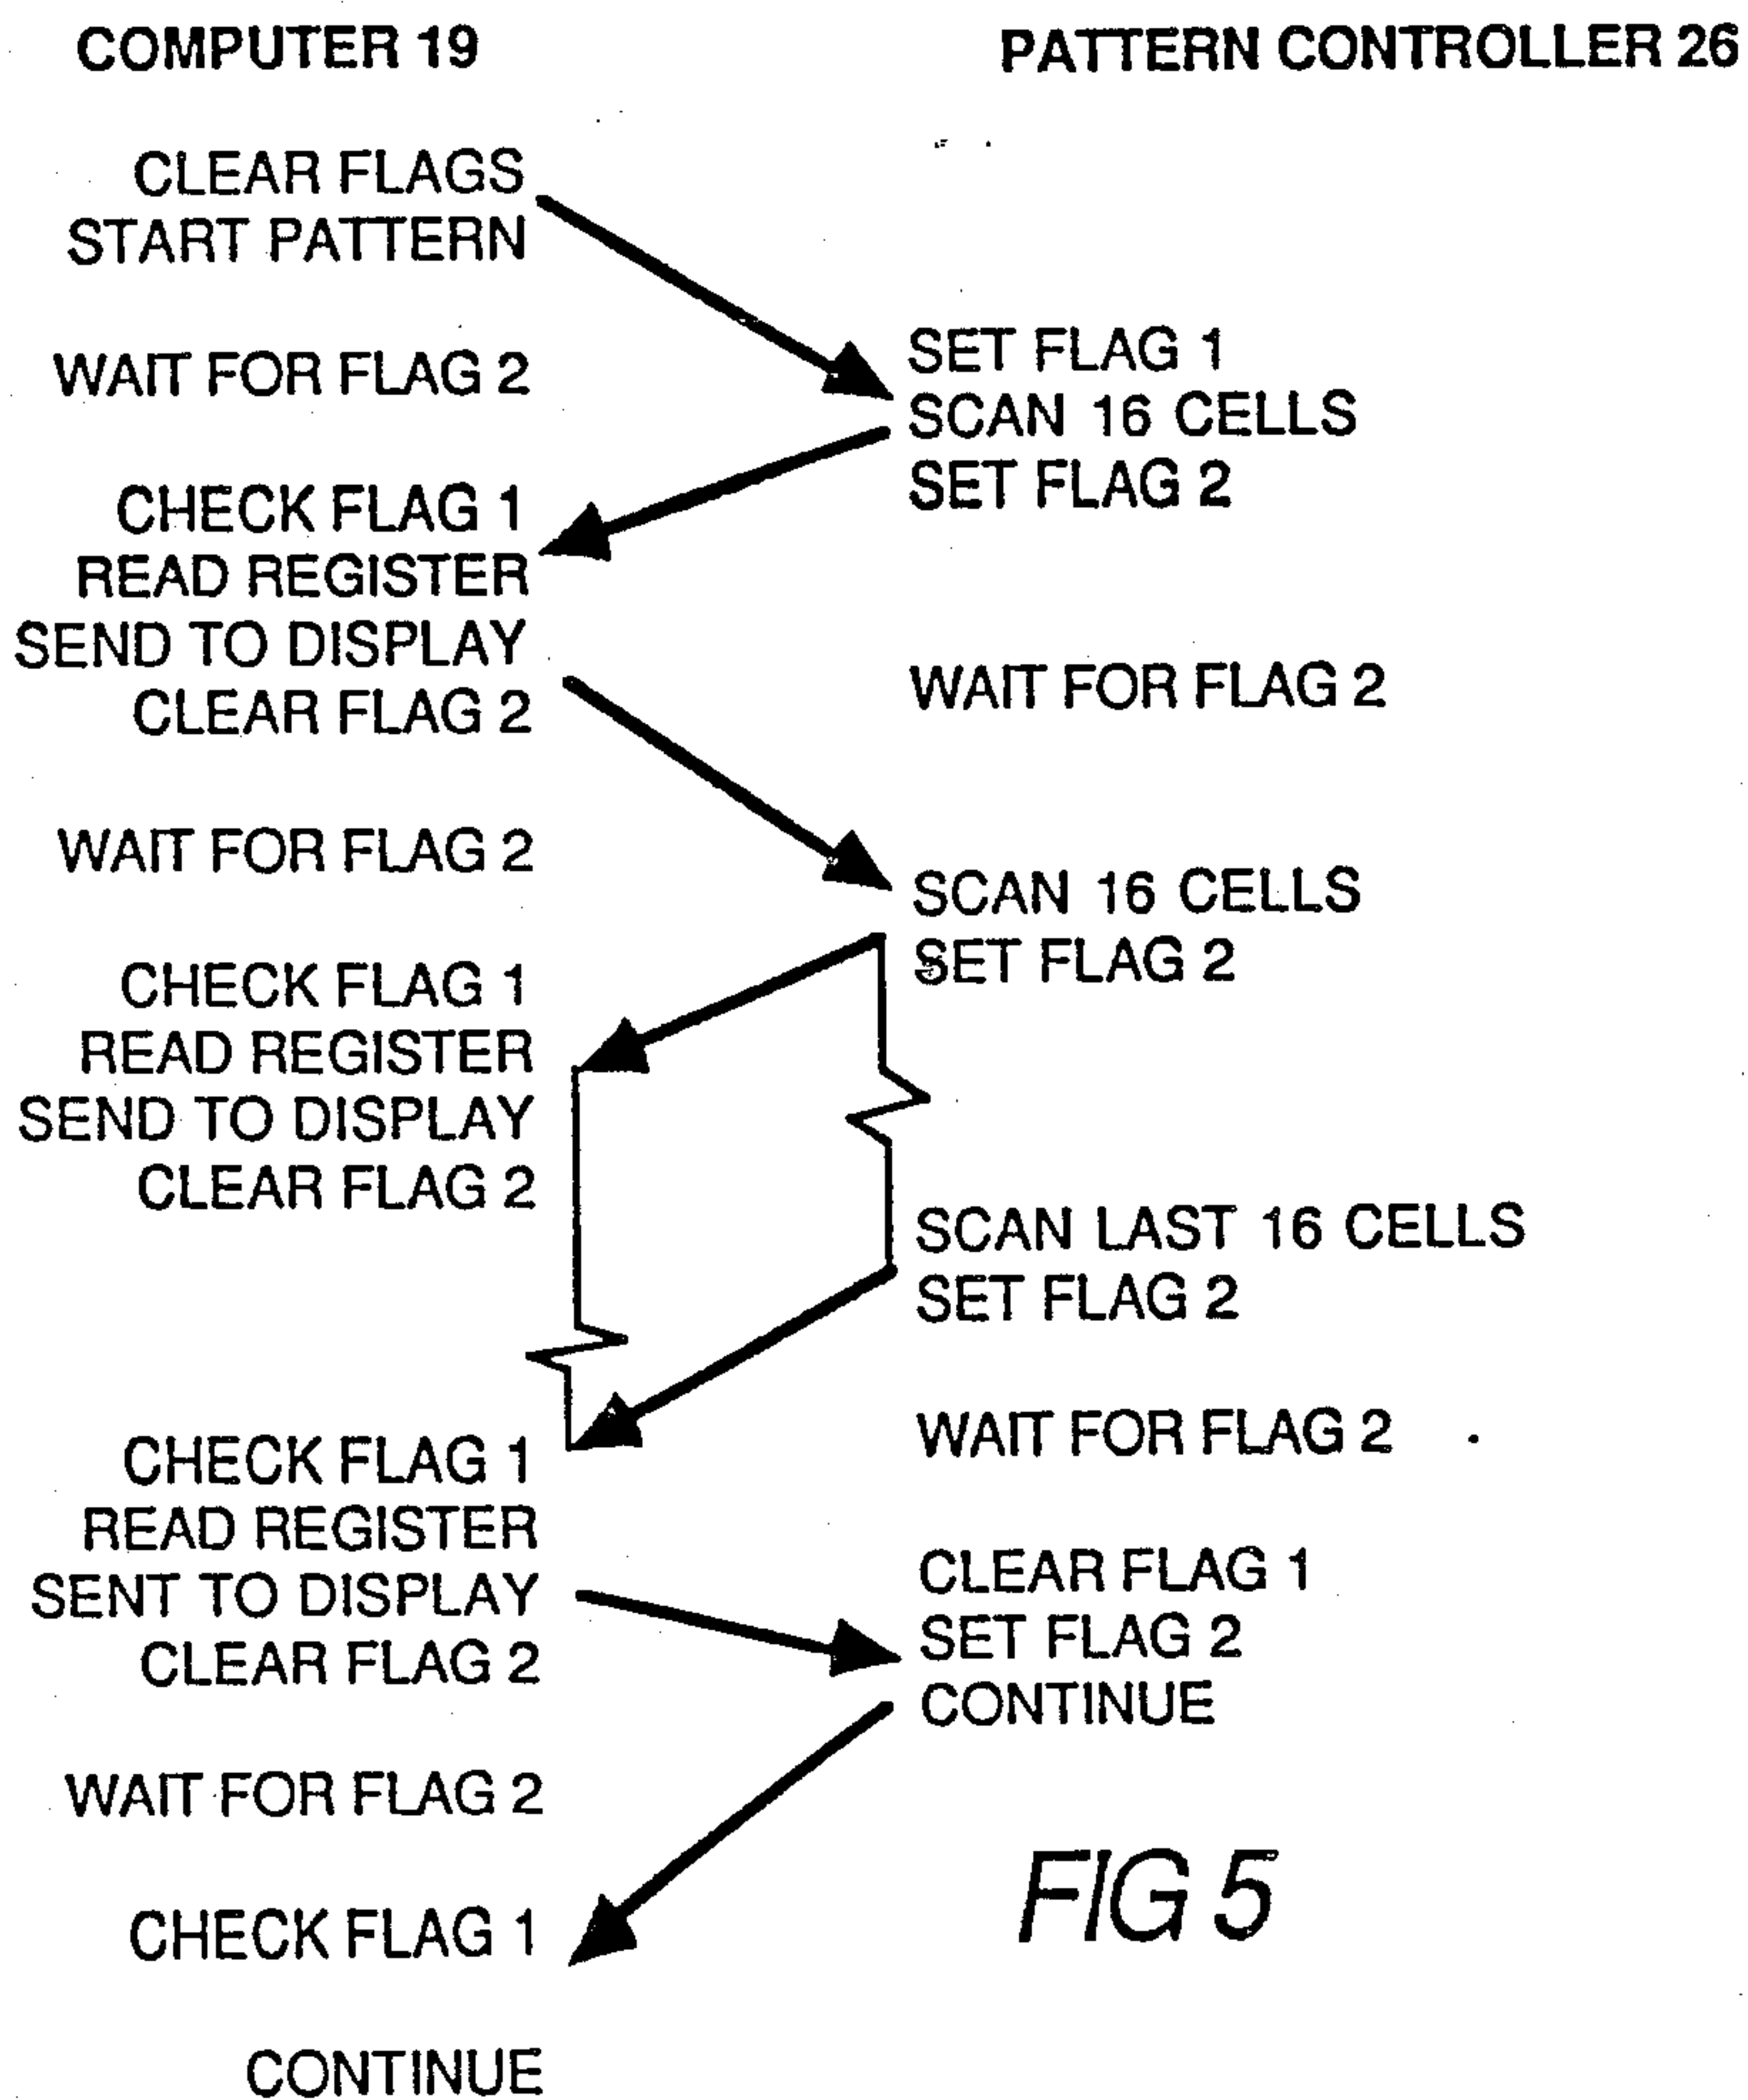 COMPUTER 19
PATTERN CONTROLLER 26
CLEAR FLAGS
START PATTERN
WAIT FOR FLAG 2
SET FLAG 1
SCAN 16 CELLS
SET FLAG 2
CHECK FLAG 1
READ REGISTER
SEND TO DISPLAY
CLEAR FLAG 2
WAIT FOR FLAG 2
WAIT FOR FLAG 2
SCAN 16 CELLS
SET FLAG 2
CHECK FLAG 1
READ REGISTER
SEND TO DISPLAY
CLEAR FLAG 2
SCAN LAST 16 CELLS
SET FLAG 2
WAIT FOR FLAG 2
CHECK FLAG 1
READ REGISTER
SENT TO DISPLAY
CLEAR FLAG 2
CLEAR FLAG 1
SET FLAG 2
CONTINUE
WAIT FOR FLAG 2
CHECK FLAG 1
CONTINUE
FIG 5